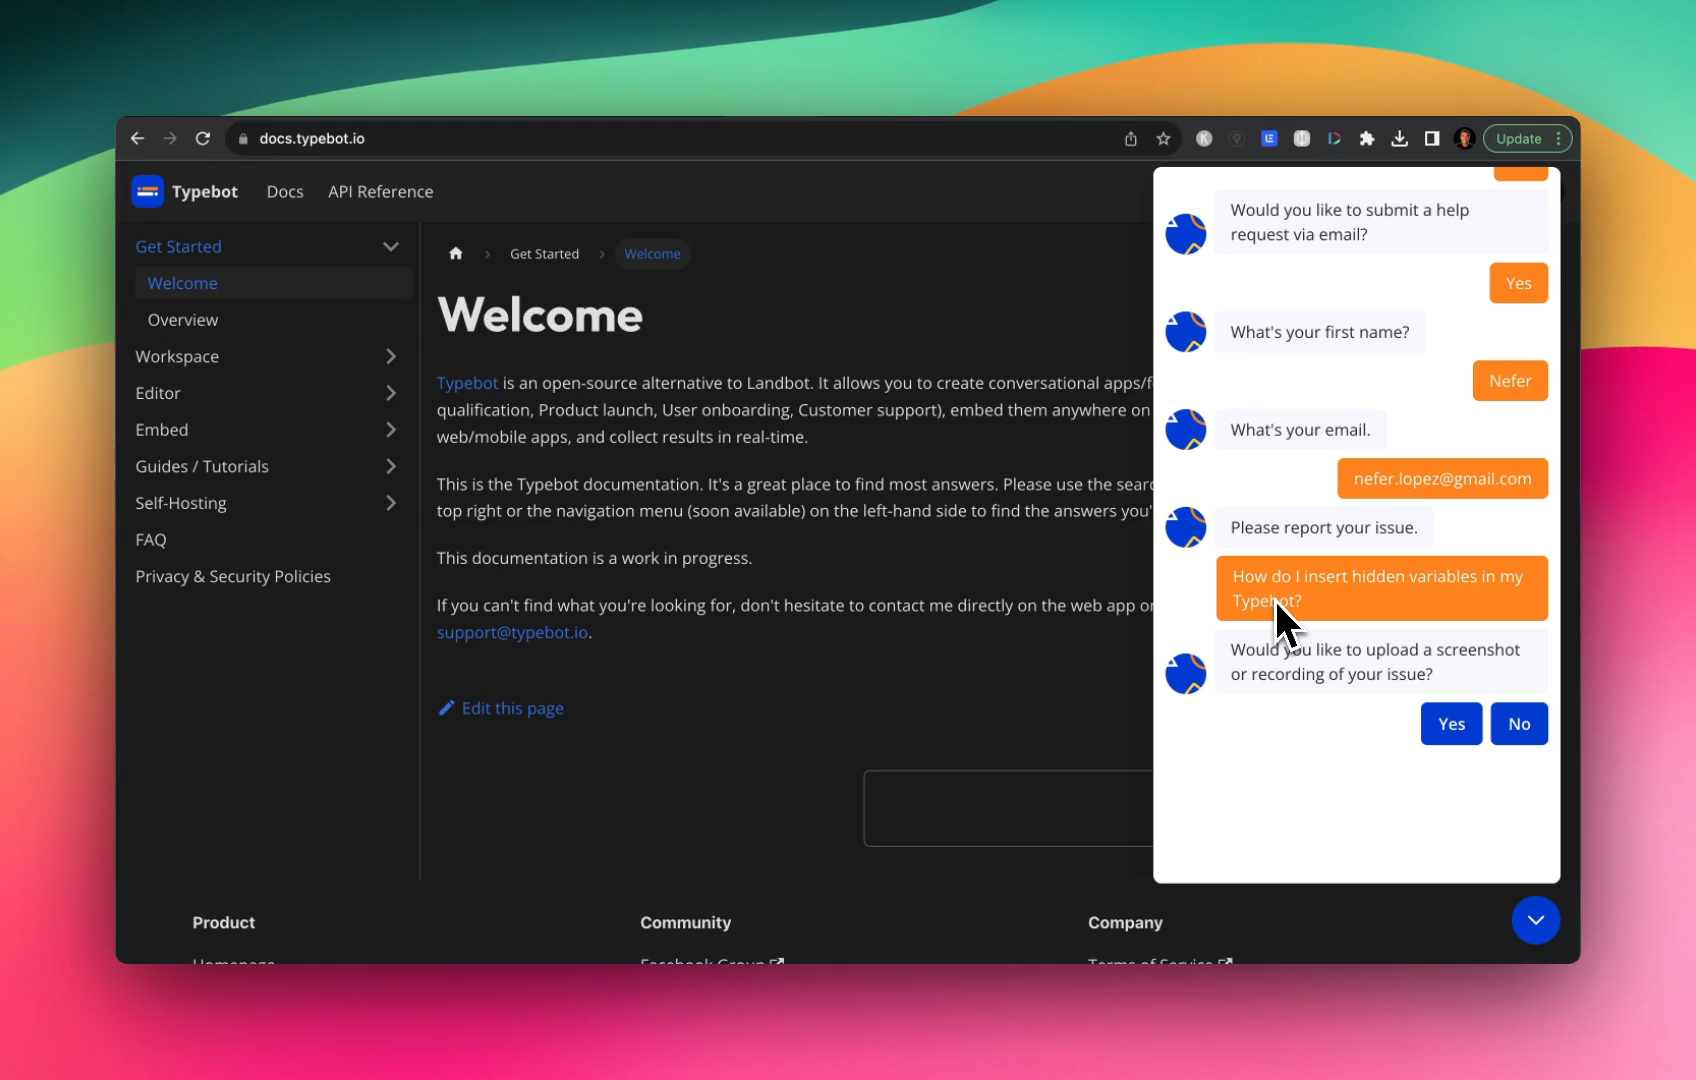 docs.typebot.io
Update
Typebot
Docs
API Reference
Get Started
Welcome
Overview
Workspace
Editor
Embed
Guides / Tutorials
Self-Hosting
FAQ
Privacy & Security Policies
Get Started
Welcome
Welcome
Typebot is an open-source alternative to Landbot. It allows you to create conversational apps/f
qualification, Product launch, User onboarding, Customer support), embed them anywhere on
web/mobile apps, and collect results in real-time.
This is the Typebot documentation. It's a great place to find most answers. Please use the sear
top right or the navigation menu (soon available) on the left-hand side to find the answers you'
This documentation is a work in progress.
If you can't find what you're looking for, don't hesitate to contact me directly on the web app or
support@typebot.io.
Edit this page
Would you like to submit a help
request via email?
Yes
What's your first name?
Nefer
What's your email.
nefer.lopez@gmail.com
Please report your issue.
How do I insert hidden variables in my
Typebot?
Would you like to upload a screenshot
or recording of your issue?
Yes
No
Product
Community
Company
Homepage
Facebook Group
Terms of Service